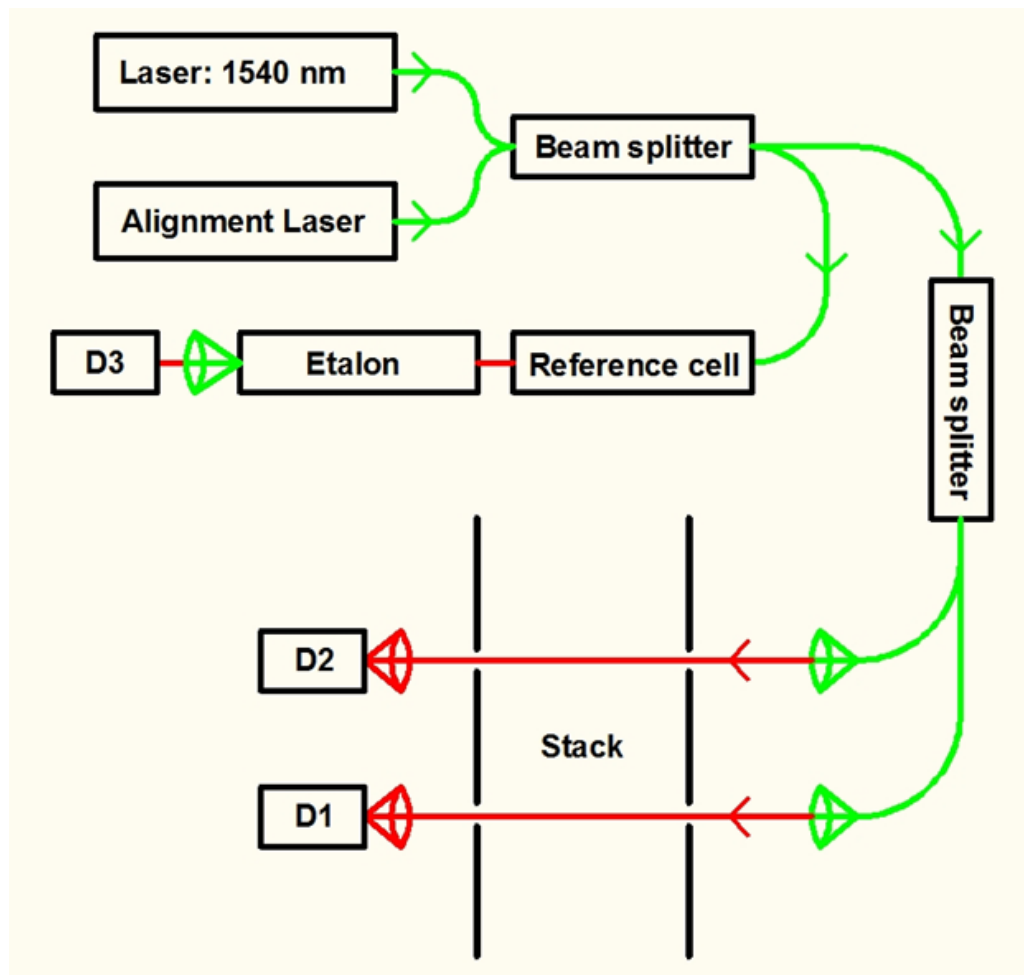 Laser: 1540 nm
Beam splitter
Alignment Laser
D3
Etalon
Reference cell
Beam splitter
D2
Stack
D1